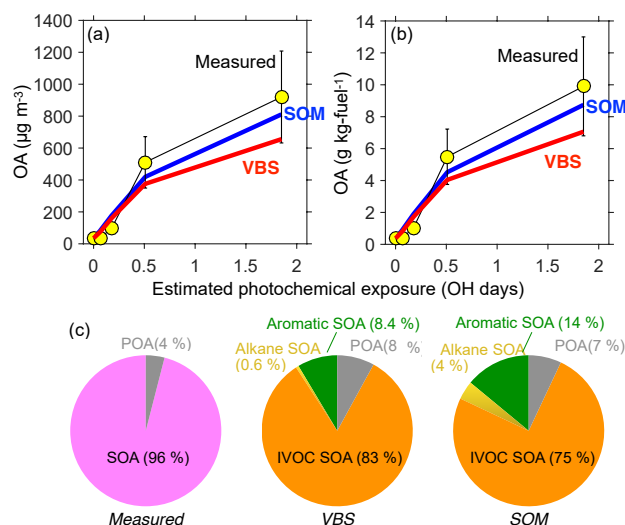 (a)
Measured
SOM
VBS
OA (µg m-3)
1400
1200
1000
800
600
400
200
0
0 0.5 1 1.5 2
(b)
Measured
SOM
VBS
OA (g kg-fuel-1)
14
12
10
8
6
4
2
0
0 0.5 1 1.5 2
Estimated photochemical exposure (OH days)
(c)
POA(4 %)
SOA (96 %)
Measured
Aromatic SOA (8.4 %)
Alkane SOA
(0.6 %)
POA(8 %)
IVOC SOA (83 %)
VBS
Aromatic SOA (14 %)
Alkane SOA
(4 %)
POA(7 %)
IVOC SOA (75 %)
SOM